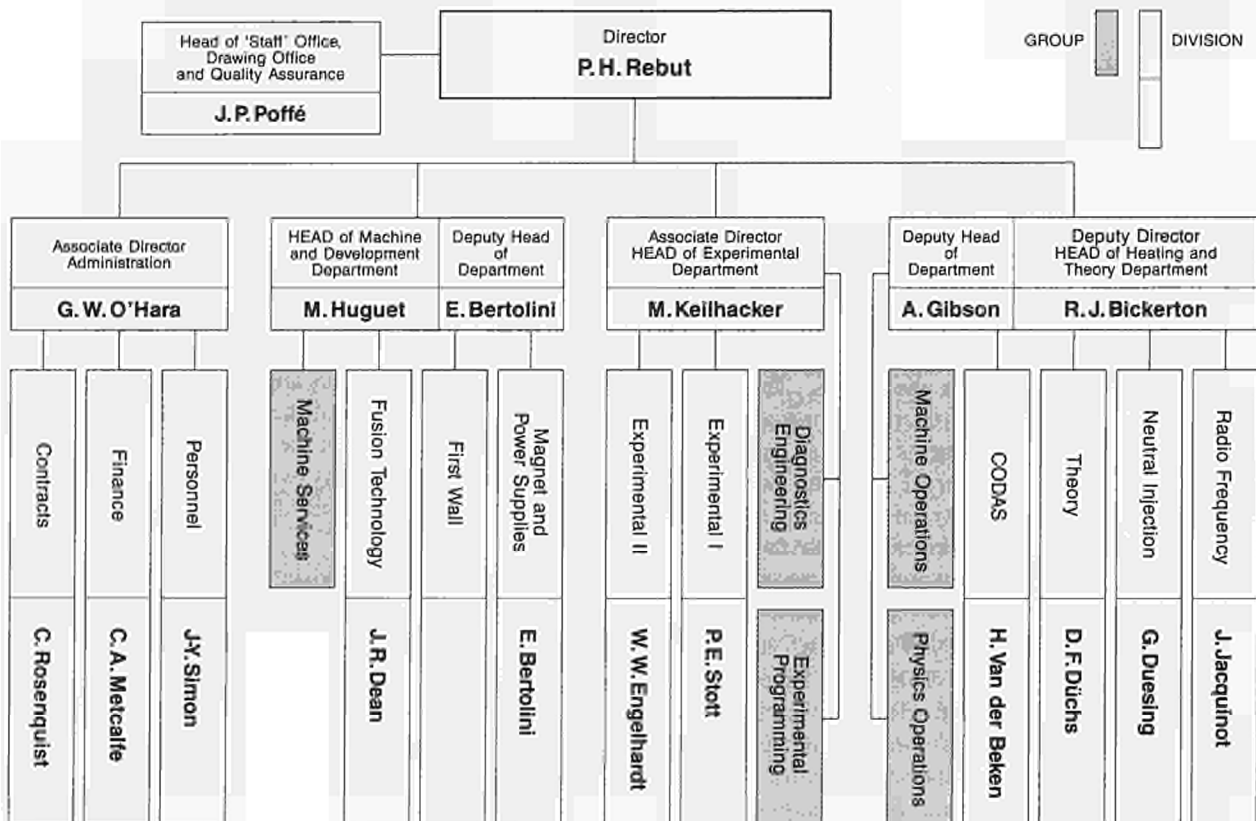 Head of 'Staff' Office,
Drawing Office
and Quality Assurance
J. P. Poffé
Director
P. H. Rebut
GROUP
DIVISION
Associate Director
Administration
G. W. O'Hara
HEAD of Machine
and Development
Department
M. Huguet
Deputy Head
of
Department
E. Bertolini
Associate Director
HEAD of Experimental
Department
M. Keilhacker
Deputy Head
of
Department
A. Gibson
Deputy Director
HEAD of Heating and
Theory Department
R. J. Bickerton
Contracts
C. Rosenquist
Finance
C. A. Metcalfe
Personnel
J-Y. Simon
Machine Services
Fusion Technology
J. R. Dean
First Wall
Magnet and
Power Supplies
E. Bertolini
Experimental II
W. W. Engelhardt
Experimental I
P. E. Stott
Diagnostics
Engineering
Experimental
Programming
Machine Operations
Physics Operations
CODAS
H. Van der Beken
Theory
D. F. Düchs
Neutral Injection
G. Duesing
Radio Frequency
J. Jacquinot